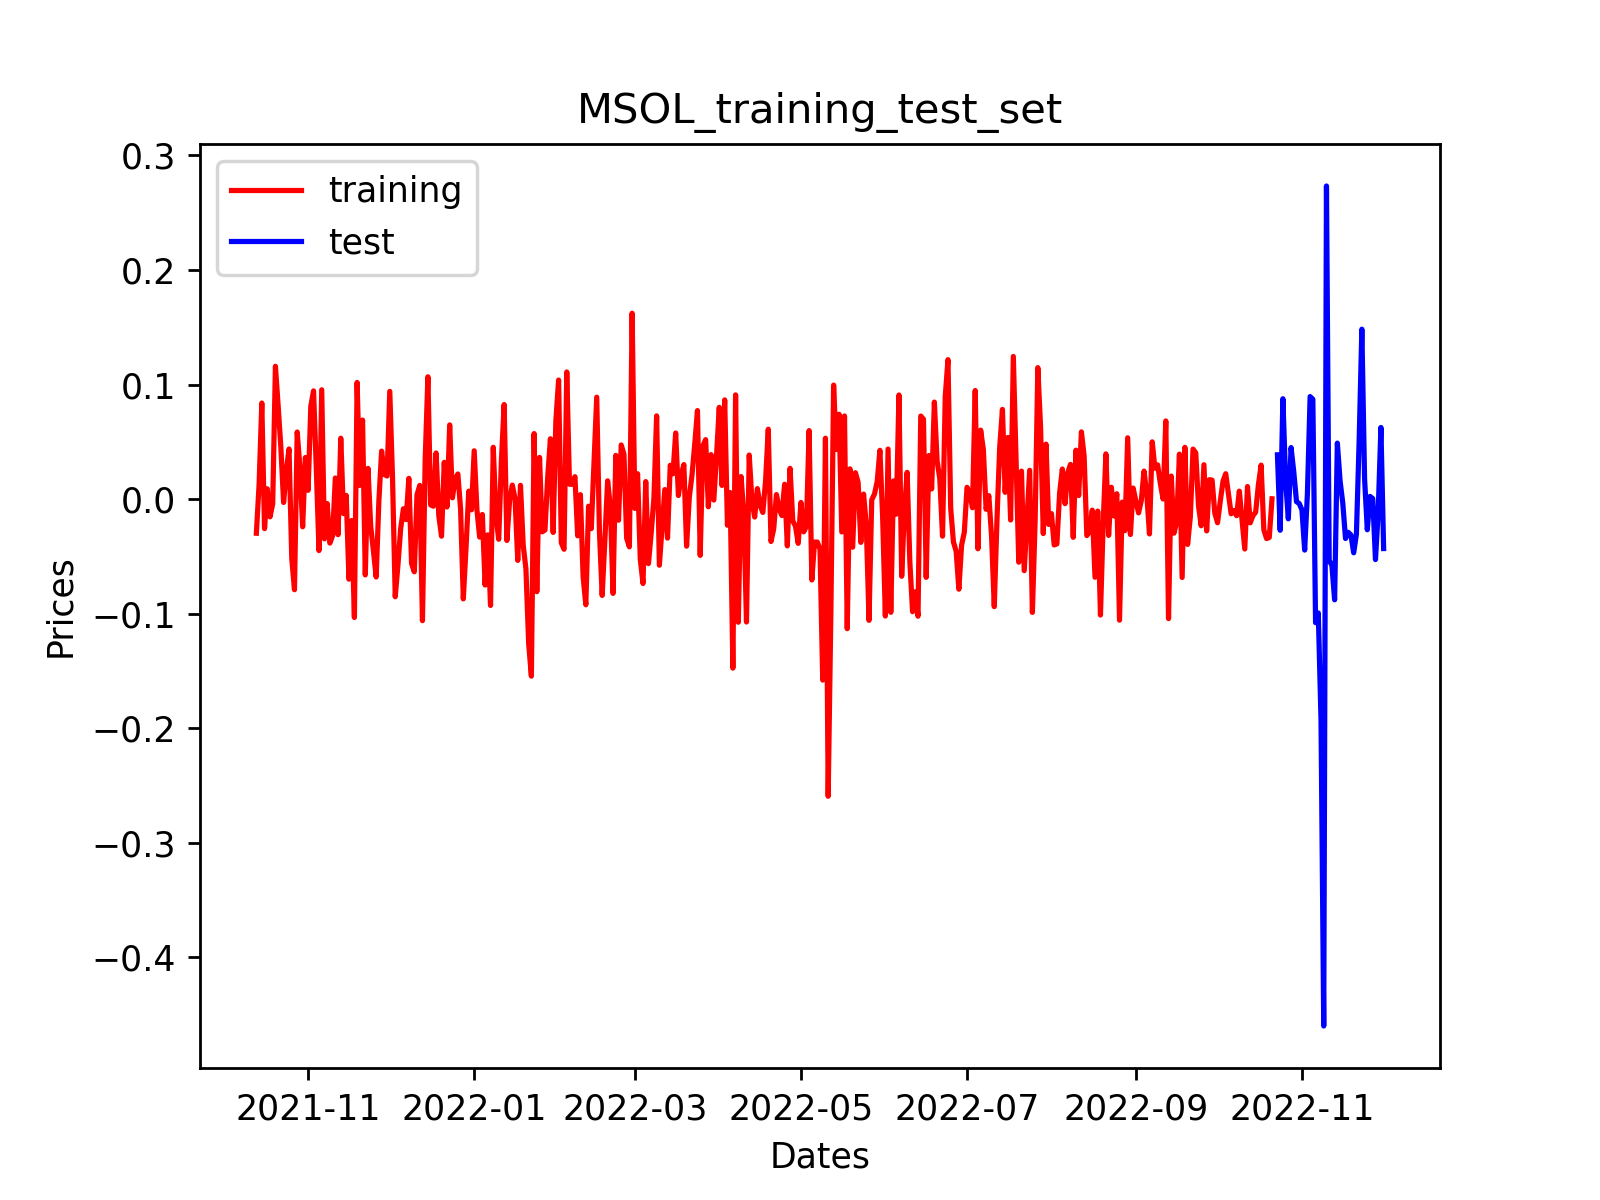 MSOL_training_test_set
training
test
0.3
0.2
0.1
0.0
−0.1
−0.2
−0.3
−0.4
Prices
2021-11 2022-01 2022-03 2022-05 2022-07 2022-09 2022-11
Dates